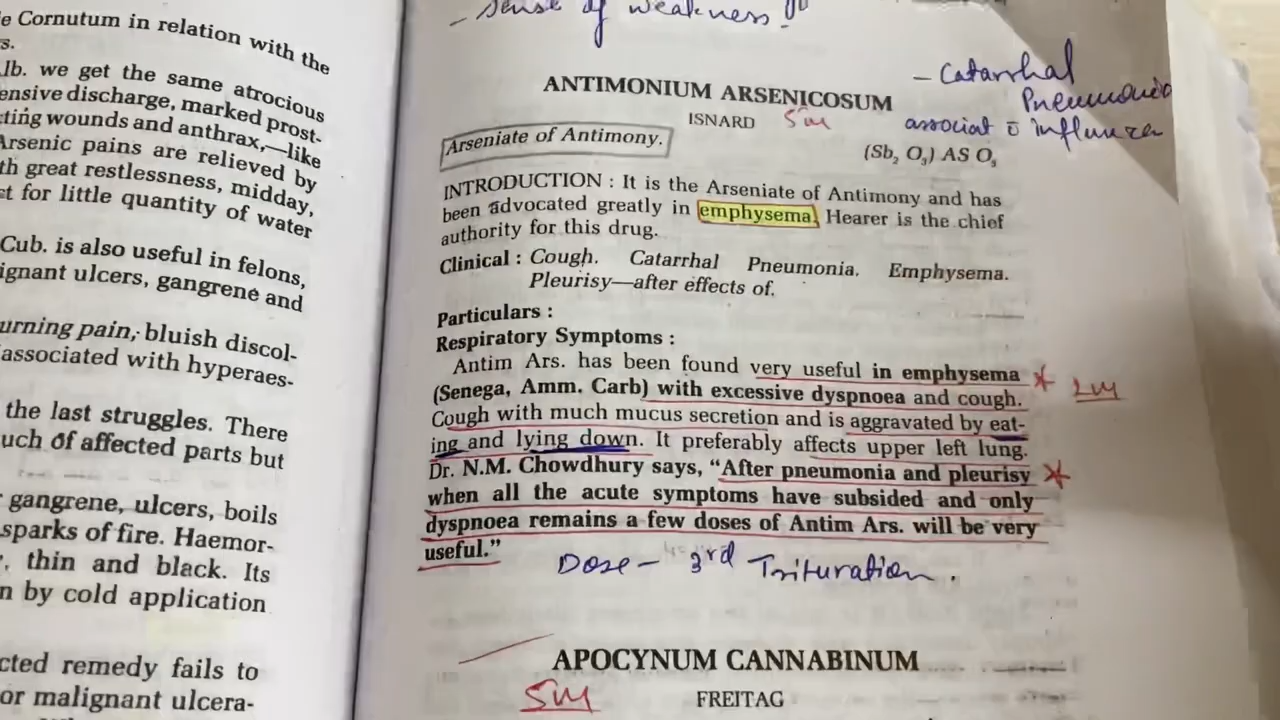 e Cornutum in relation with the
s.
lb. we get the same atrocious
ensive discharge, marked prost-
cting wounds and anthrax,—like
Arsenic pains are relieved by
th great restlessness, midday,
ct for little quantity of water
Cub. is also useful in felons,
ignant ulcers, gangrene and
urning pain, bluish discol-
associated with hyperaes-
the last struggles. There
uch of affected parts but
gangrene, ulcers, boils
sparks of fire. Haemor-
, thin and black. Its
n by cold application
cted remedy fails to
or malignant ulcera-
- sense of weakness
ANTIMONIUM ARSENICOSUM
- Catarrhal
Pneumonia
associat c̄ influenza
ISNARD 5m
Arseniate of Antimony.
(Sb₂ O₅) AS O₅
INTRODUCTION : It is the Arseniate of Antimony and has
been advocated greatly in emphysema. Hearer is the chief
authority for this drug.
Clinical : Cough. Catarrhal Pneumonia. Emphysema.
Pleurisy—after effects of.
Particulars :
Respiratory Symptoms :
Antim Ars. has been found very useful in emphysema
(Senega, Amm. Carb) with excessive dyspnoea and cough.
Cough with much mucus secretion and is aggravated by eat-
ing and lying down. It preferably affects upper left lung.
Dr. N.M. Chowdhury says, “After pneumonia and pleurisy
when all the acute symptoms have subsided and only
dyspnoea remains a few doses of Antim Ars. will be very
useful.”
2m
Dose - 3rd Trituration.
APOCYNUM CANNABINUM
5m FREITAG